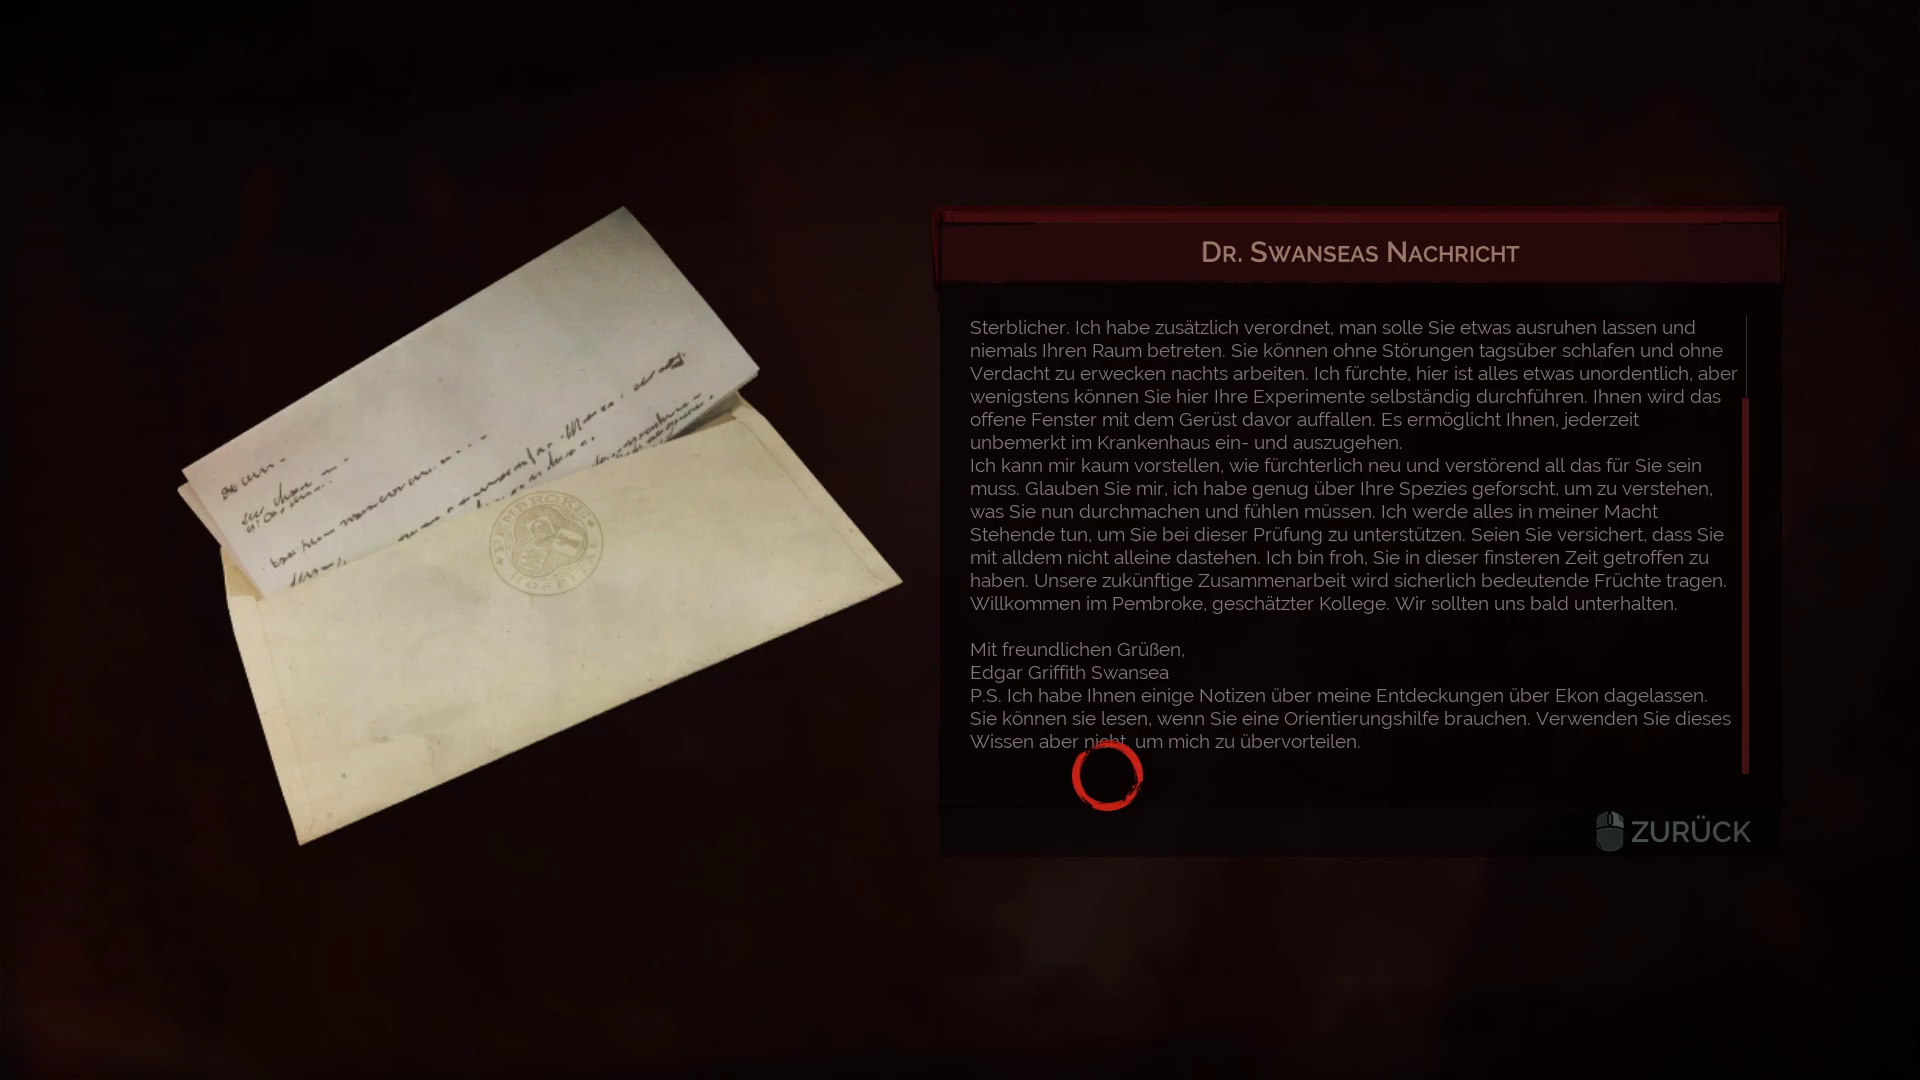 Dr. Swanseas Nachricht
Sterblicher. Ich habe zusätzlich verordnet, man solle Sie etwas ausruhen lassen und
niemals Ihren Raum betreten. Sie können ohne Störungen tagsüber schlafen und ohne
Verdacht zu erwecken nachts arbeiten. Ich fürchte, hier ist alles etwas unordentlich, aber
wenigstens können Sie hier Ihre Experimente selbständig durchführen. Ihnen wird das
offene Fenster mit dem Gerüst davor auffallen. Es ermöglicht Ihnen, jederzeit
unbemerkt im Krankenhaus ein- und auszugehen.
Ich kann mir kaum vorstellen, wie fürchterlich neu und verstörend all das für Sie sein
muss. Glauben Sie mir, ich habe genug über Ihre Spezies geforscht, um zu verstehen,
was Sie nun durchmachen und fühlen müssen. Ich werde alles in meiner Macht
Stehende tun, um Sie bei dieser Prüfung zu unterstützen. Seien Sie versichert, dass Sie
mit alldem nicht alleine dastehen. Ich bin froh, Sie in dieser finsteren Zeit getroffen zu
haben. Unsere zukünftige Zusammenarbeit wird sicherlich bedeutende Früchte tragen.
Willkommen im Pembroke, geschätzter Kollege. Wir sollten uns bald unterhalten.
Mit freundlichen Grüßen,
Edgar Griffith Swansea
P.S. Ich habe Ihnen einige Notizen über meine Entdeckungen über Ekon dagelassen.
Sie können sie lesen, wenn Sie eine Orientierungshilfe brauchen. Verwenden Sie dieses
Wissen aber nicht, um mich zu übervorteilen.
ZURÜCK
PEMBROKE
HOSPITAL